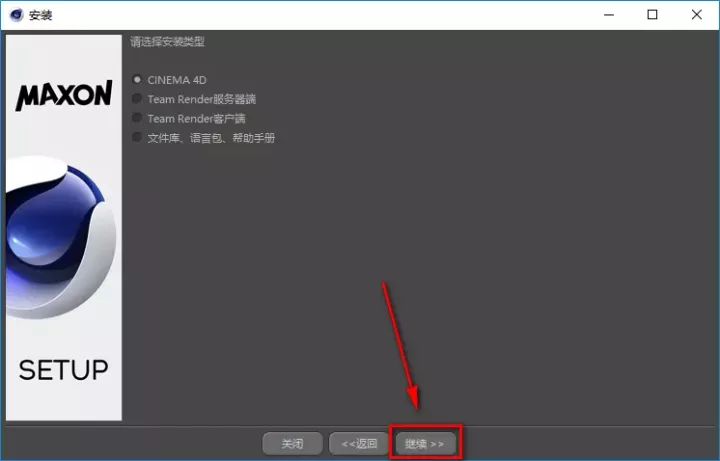 安装
MAXON
SETUP
请选择安装类型
CINEMA 4D
Team Render服务器端
Team Render客户端
文件库、语言包、帮助手册
关闭
<<返回
继续 >>